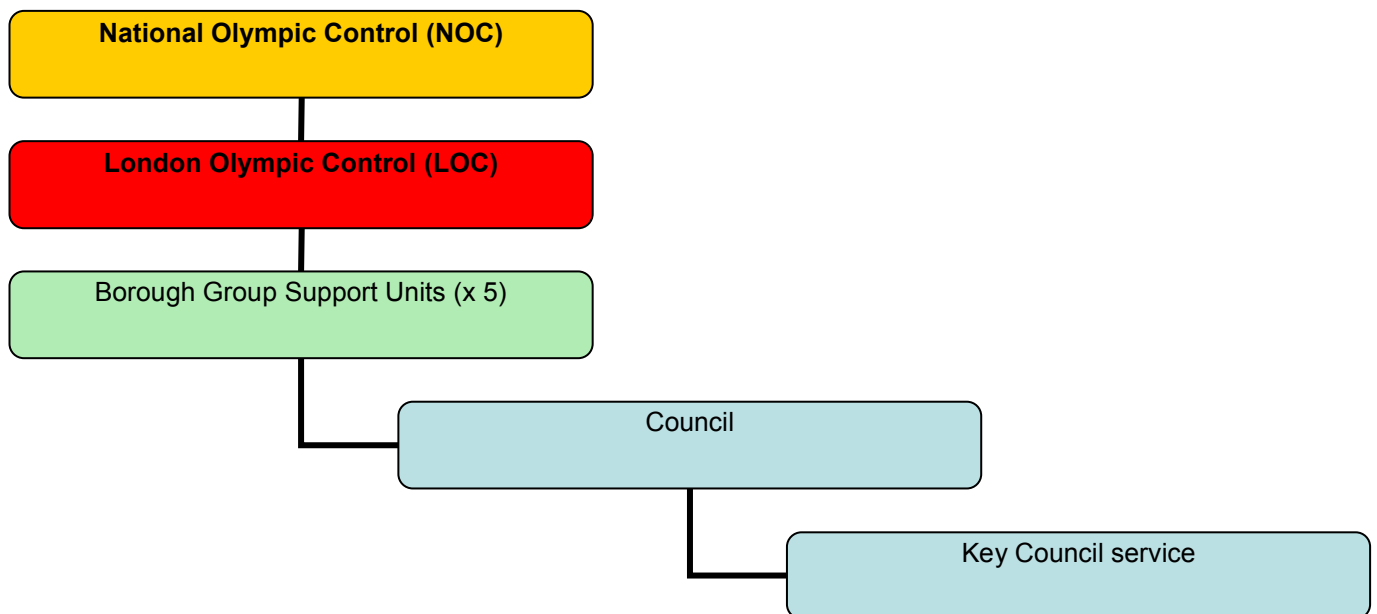 National Olympic Control (NOC)
London Olympic Control (LOC)
Borough Group Support Units (x 5)
Council
Key Council service